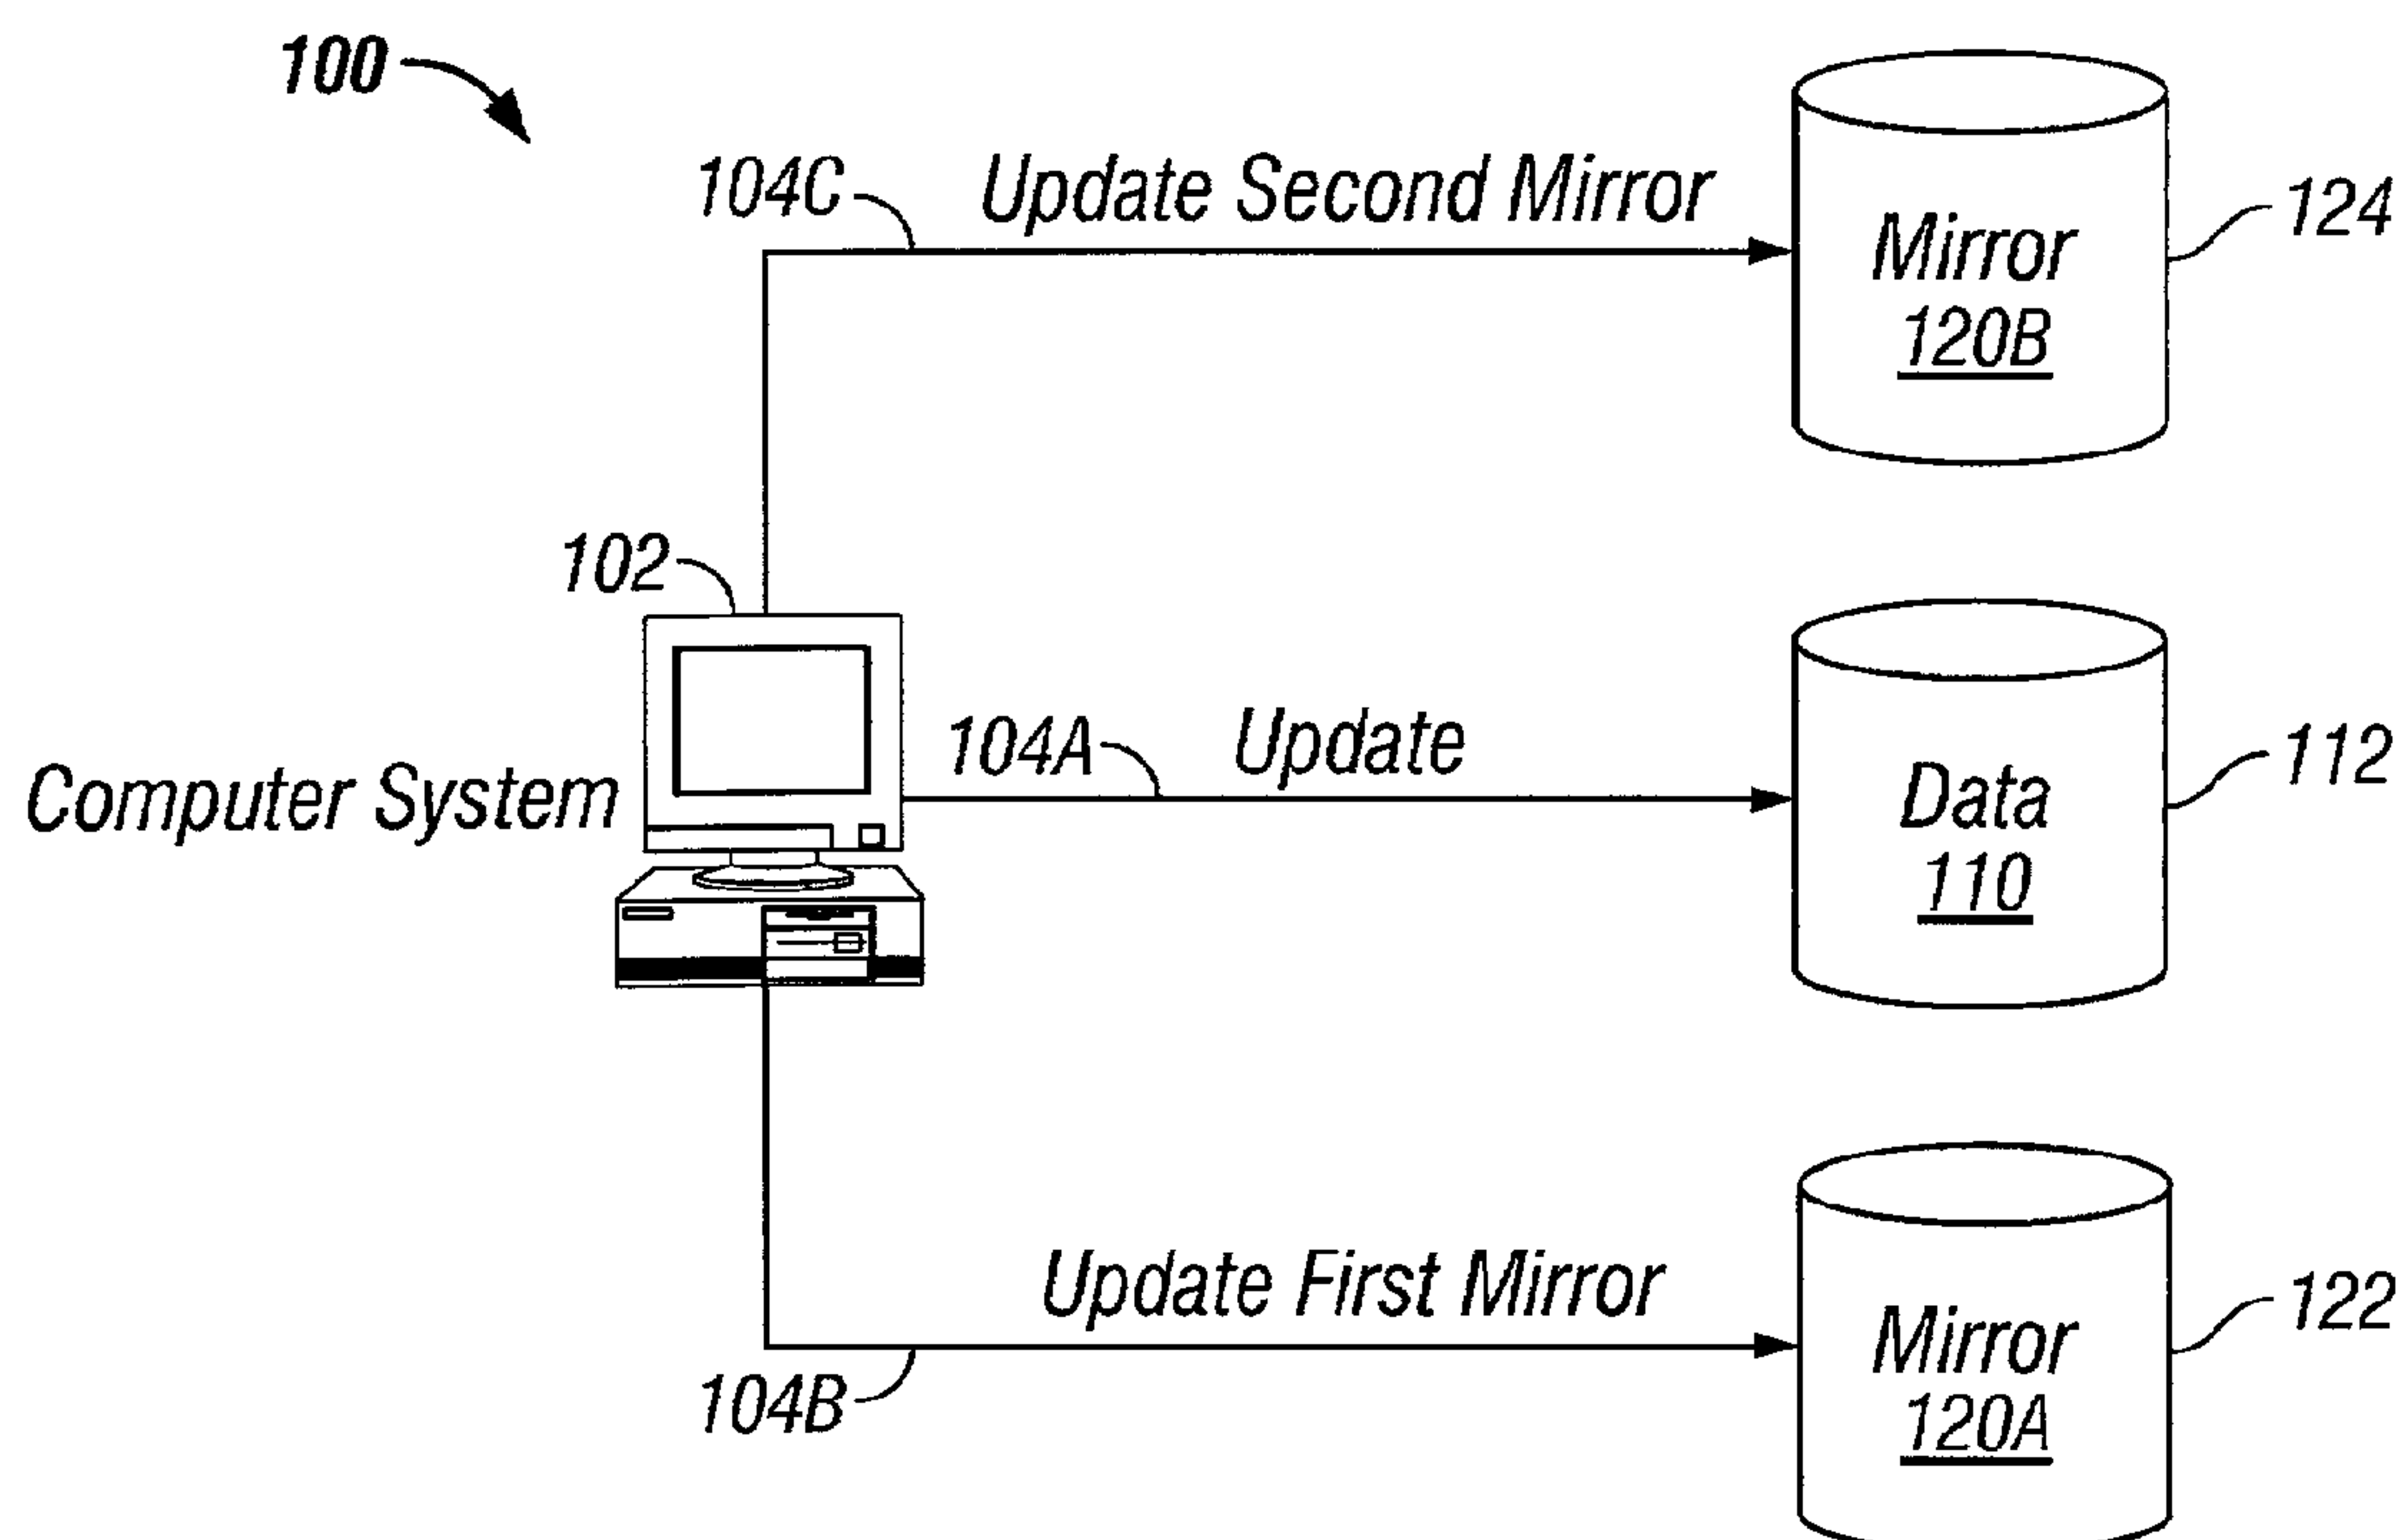 100
104C
Update Second Mirror
124
Mirror
120B
102
104A
Update
112
Computer System
Data
110
Update First Mirror
122
Mirror
104B
120A